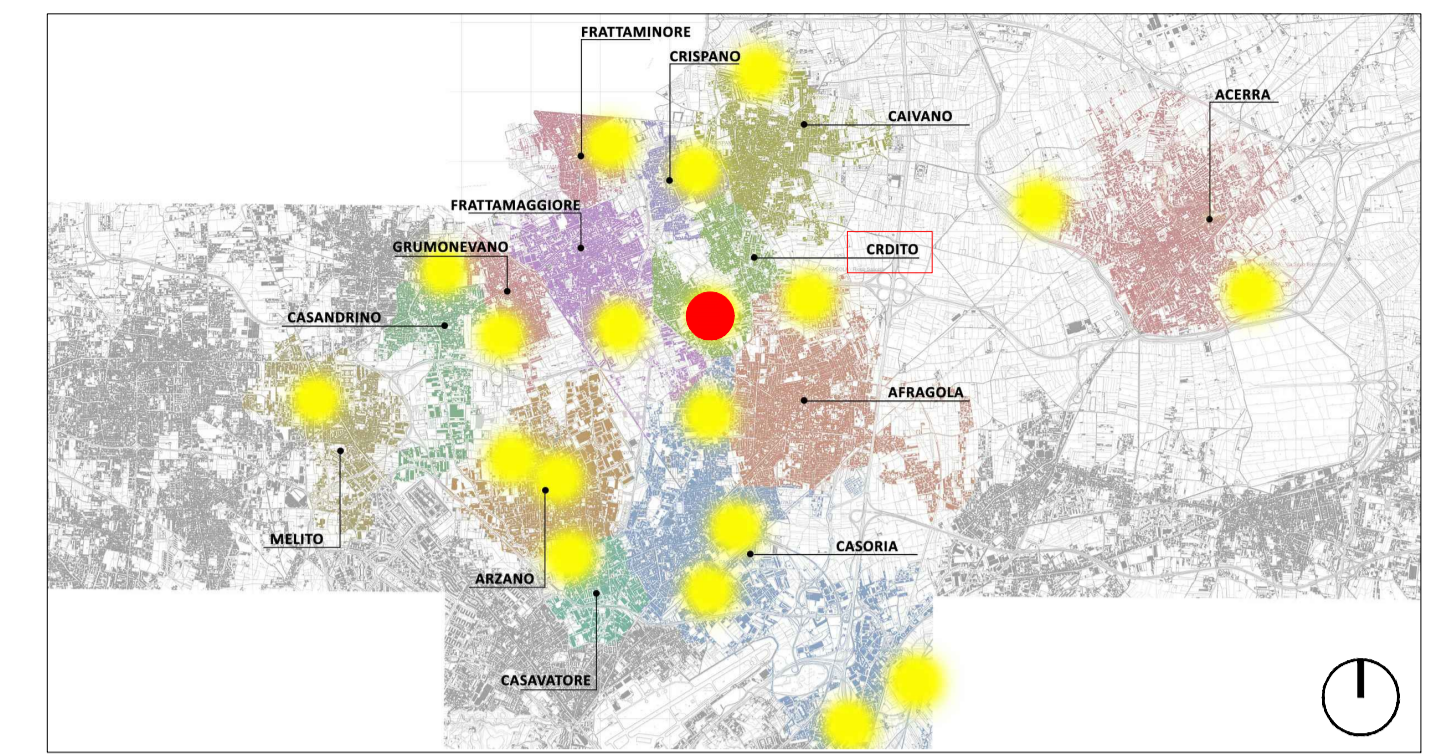 FRATTAMINORE
CRISPANO
ACERRA
CAIVANO
FRATTAMAGGIORE
GRUMONEVANO
CRDITO
CASANDRINO
AFRAGOLA
MELITO
CASORIA
ARZANO
CASAVATORE